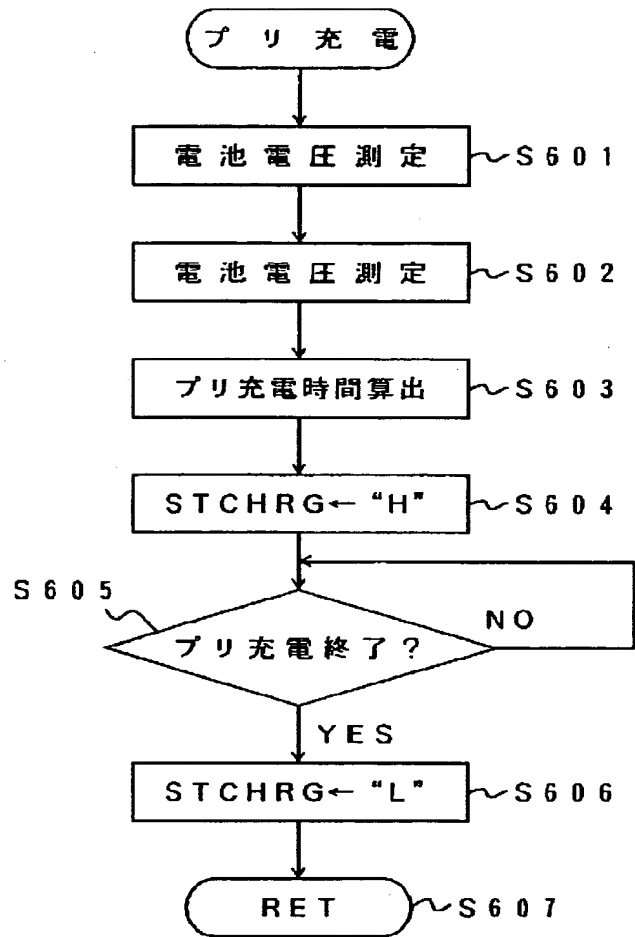 プリ充電
電池電圧測定 S601
電池電圧測定 S602
プリ充電時間算出 S603
STCHRG←“H” S604
S605
プリ充電終了？
NO
YES
STCHRG←“L” S606
RET S607